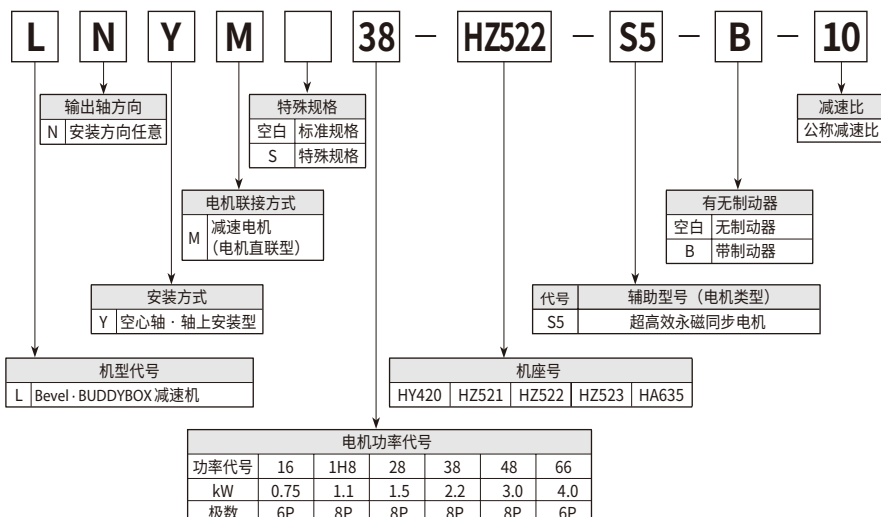 L N Y M 38 - HZ522 - S5 - B - 10
输出轴方向
N 安装方向任意
特殊规格
空白 标准规格
S 特殊规格
减速比
公称减速比
电机联接方式
M 减速电机
（电机直联型）
有无制动器
空白 无制动器
B 带制动器
安装方式
Y 空心轴·轴上安装型
代号 辅助型号（电机类型）
S5 超高效永磁同步电机
机型代号
L Bevel·BUDDYBOX 减速机
机座号
HY420 HZ521 HZ522 HZ523 HA635
电机功率代号
功率代号 16 1H8 28 38 48 66
kW 0.75 1.1 1.5 2.2 3.0 4.0
极数 6P 8P 8P 8P 8P 6P